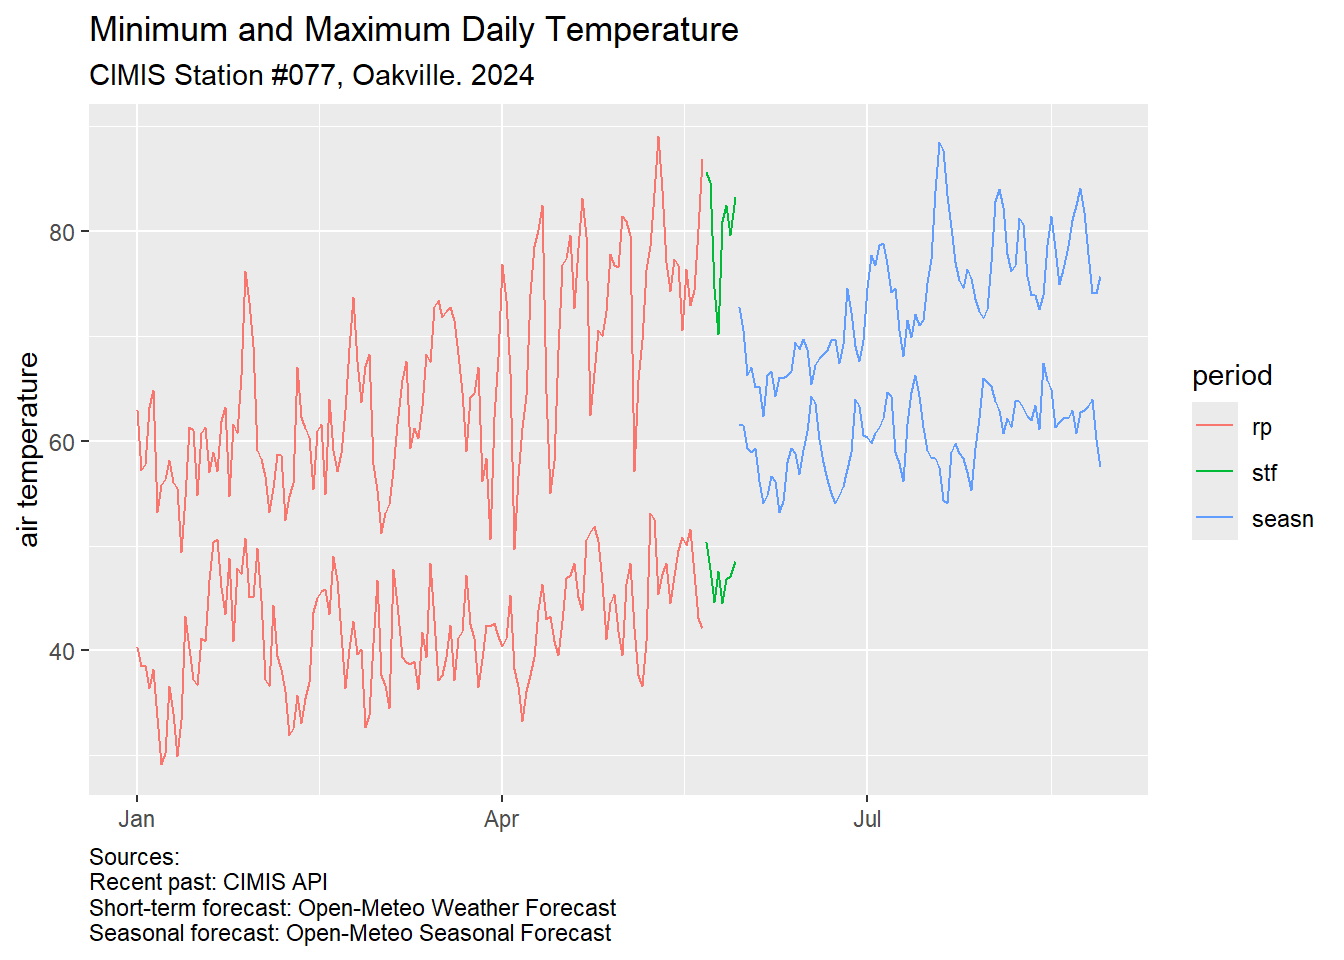 Minimum and Maximum Daily Temperature
CIMIS Station #077, Oakville. 2024
air temperature
80
60
40
Jan
Apr
Jul
period
rp
stf
seasn
Sources:
Recent past: CIMIS API
Short-term forecast: Open-Meteo Weather Forecast
Seasonal forecast: Open-Meteo Seasonal Forecast